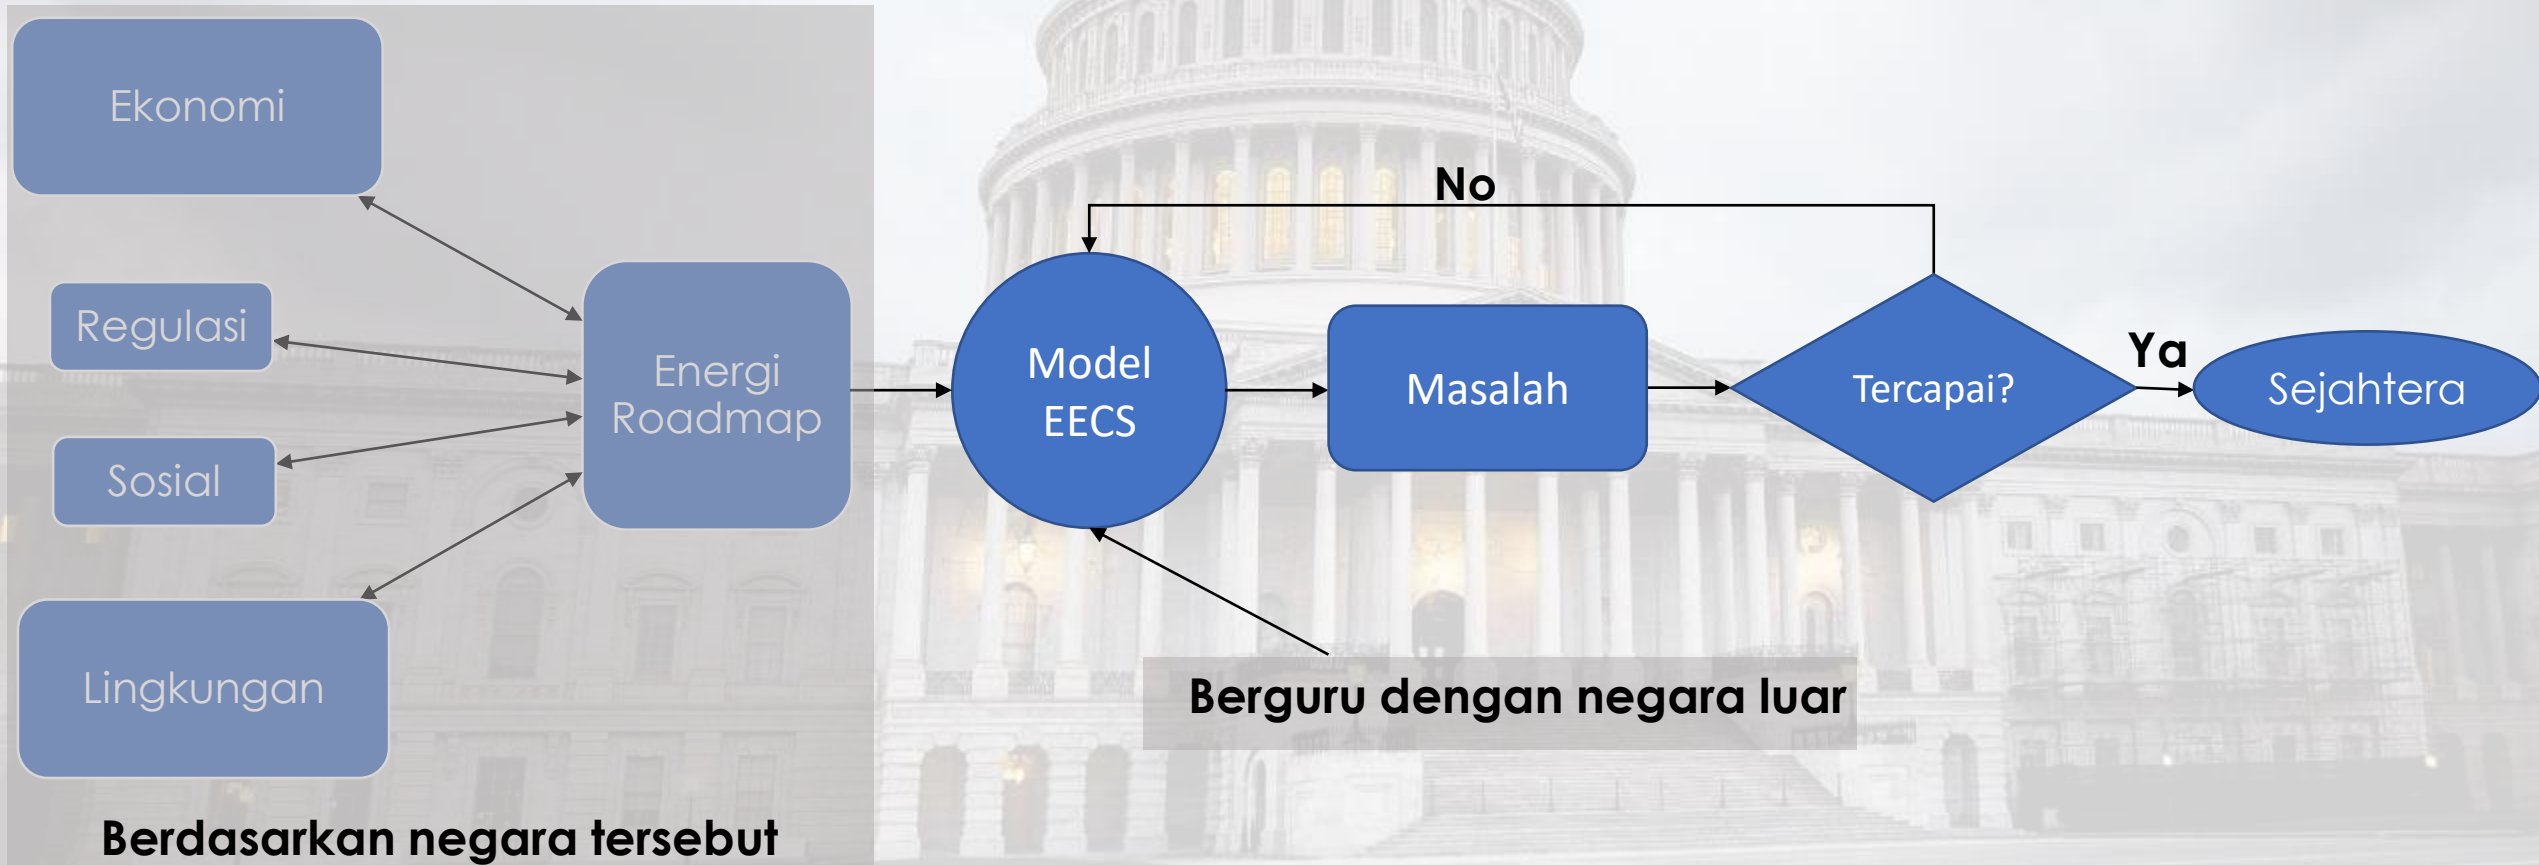 Ekonomi
Regulasi
Sosial
Lingkungan
Energi
Roadmap
Berdasarkan negara tersebut
Model
EECS
Masalah
No
Tercapai?
Ya
Sejahtera
Berguru dengan negara luar